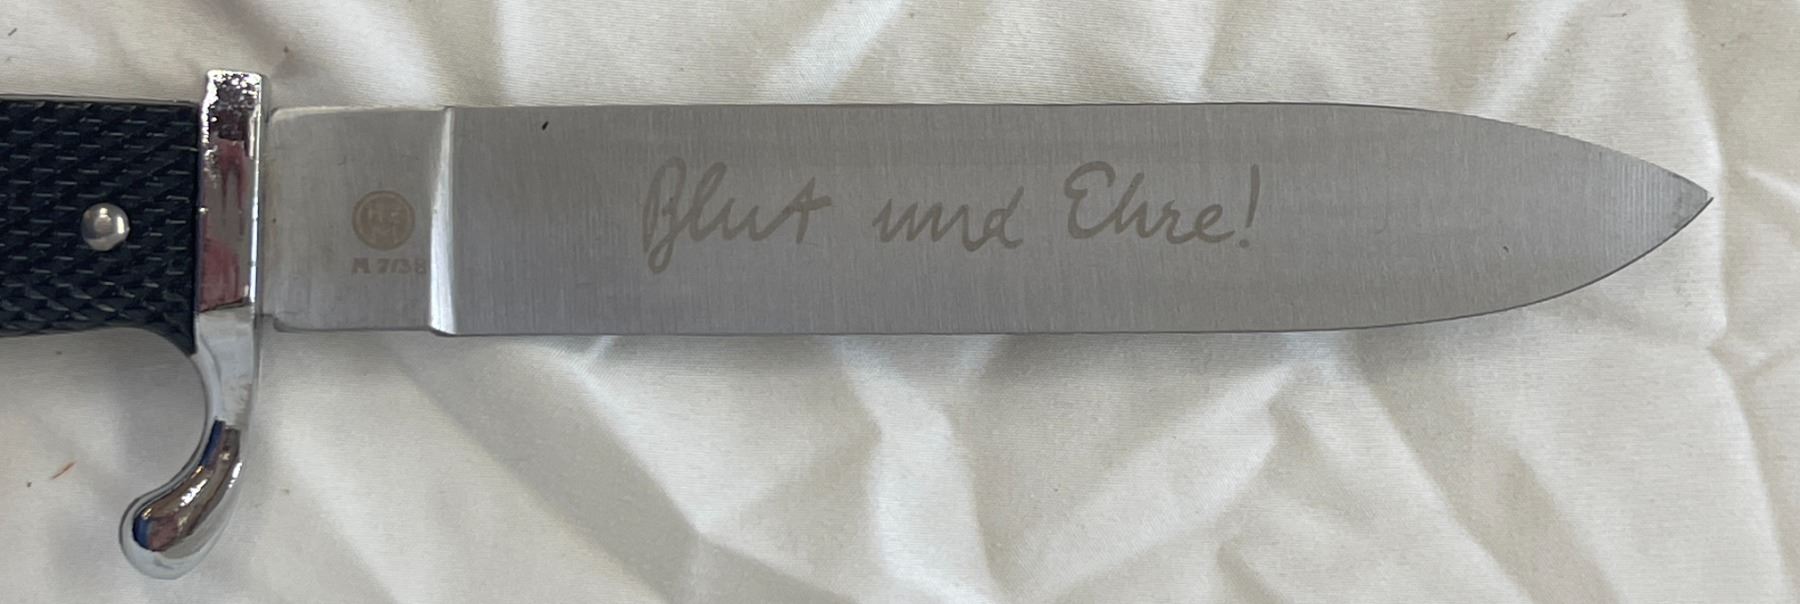 Blut und Ehre!
M 7/38